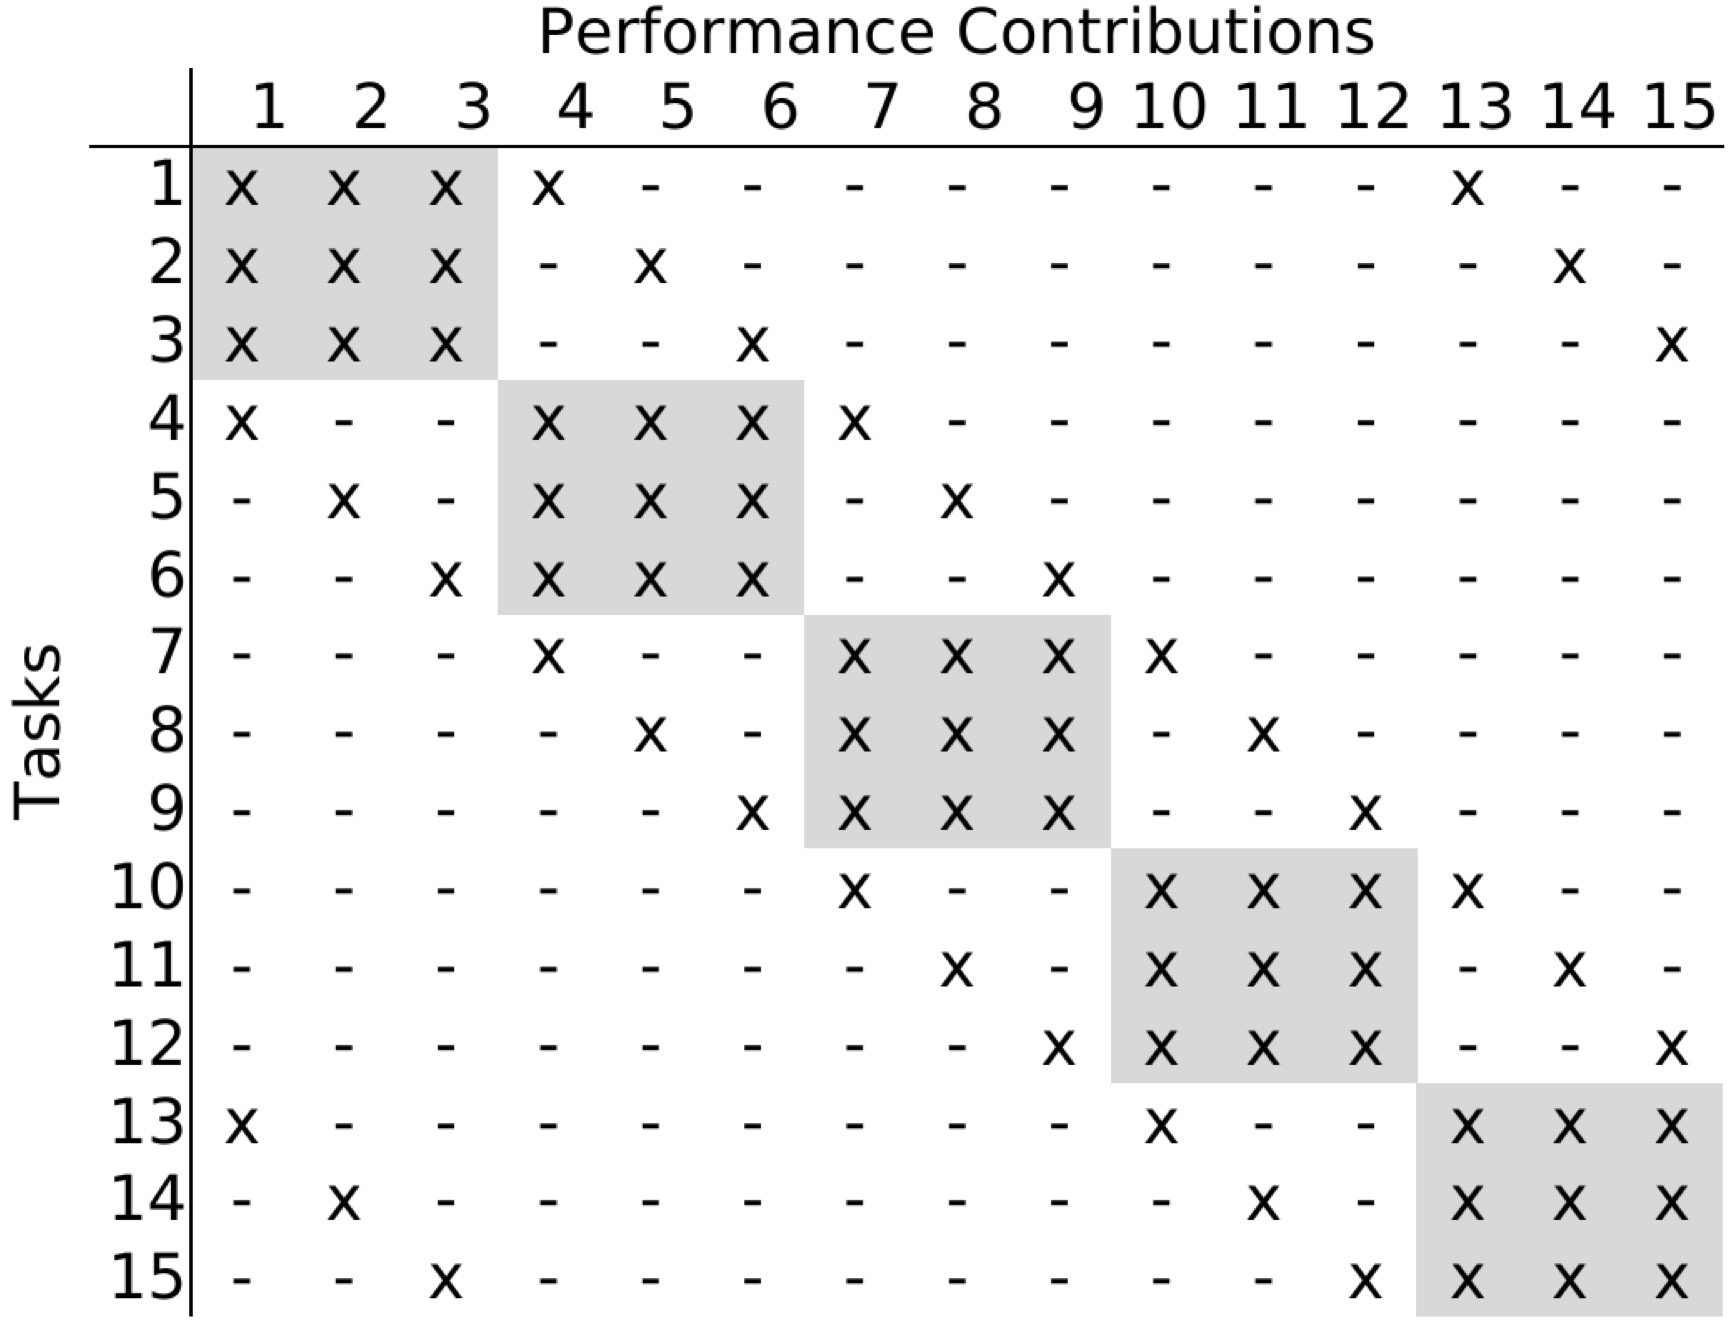 Performance Contributions
1 2 3 4 5 6 7 8 9 10 11 12 13 14 15
1 x x x x - - - - - - - - x - -
2 x x x - x - - - - - - - - x -
3 x x x - - x - - - - - - - - x
4 x - - x x x x - - - - - - - -
5 - x - x x x - x - - - - - - -
6 - - x x x x - - x - - - - - -
7 - - - x - - x x x x - - - - -
8 - - - - x - x x x - x - - - -
9 - - - - - x x x x - - x - - -
10 - - - - - - x - - x x x x - -
11 - - - - - - - x - x x x - x -
12 - - - - - - - - x x x x - - x
13 x - - - - - - - - x - - x x x
14 - x - - - - - - - - x - x x x
15 - - x - - - - - - - - x x x x
Tasks